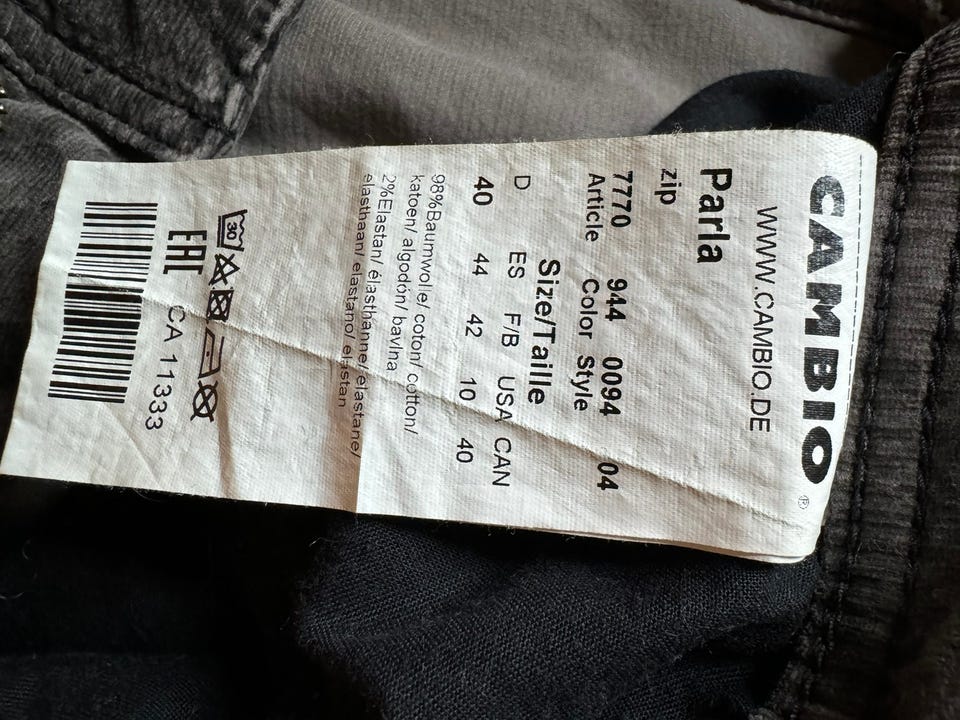 CAMBIO®
WWW.CAMBIO.DE
Parla
zip
7770 944 0094 04
Article Color Style
Size/Taille
D ES F/B USA CAN
40 44 42 10 40
98%Baumwolle/ coton/ cotton/
katoen/ algodón/ bavlna
2%Elastan/ élasthanne/ elastane/
elasthaan/ elastano/ elastan
30
EAC CA 11333